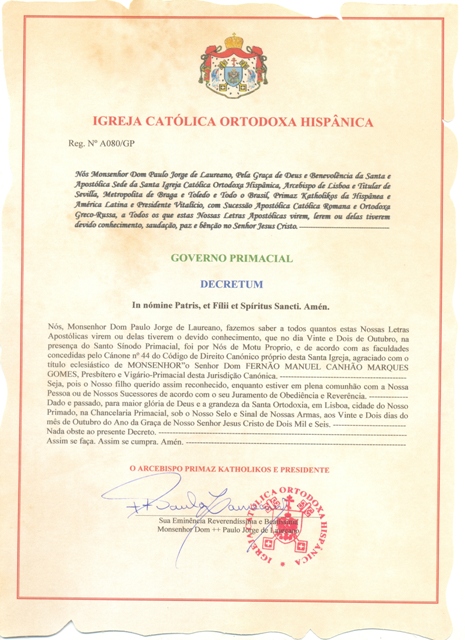 IGREJA CATÓLICA ORTODOXA HISPÂNICA
Reg. Nº A080/GP
Nós Monsenhor Dom Paulo Jorge de Laureano, Pela Graça de Deus e Benevolência da Santa e
Apostólica Sede da Santa Igreja Católica Ortodoxa Hispânica, Arcebispo de Lisboa e Titular de
Sevilla, Metropolita de Braga e Toledo e Todo o Brasil, Primaz Katholikos da Hispânea e
América Latina e Presidente Vitalício, com Sucessão Apostólica Católica Romana e Ortodoxa
Greco-Russa, a Todos os que estas Nossas Letras Apostólicas virem, lerem ou delas tiverem
devido conhecimento, saudação, paz e bênção no Senhor Jesus Cristo.
GOVERNO PRIMACIAL
DECRETUM
In nómine Patris, et Fílii et Spíritus Sancti. Amén.
Nós, Monsenhor Dom Paulo Jorge de Laureano, fazemos saber a todos quantos estas Nossas Letras
Apostólicas virem ou delas tiverem o devido conhecimento, que no dia Vinte e Dois de Outubro, na
presença do Santo Sínodo Primacial, foi por Nós de Motu Proprio, e de acordo com as faculdades
concedidas pelo Cánone nº 44 do Código de Direito Canónico próprio desta Santa Igreja, agraciado com o
título eclesiástico de MONSENHOR"o Senhor Dom FERNÃO MANUEL CANHÃO MARQUES
GOMES, Presbítero e Vigário-Primacial desta Jurisdição Canónica.
Seja, pois o Nosso filho querido assim reconhecido, enquanto estiver em plena comunhão com a Nossa
Pessoa ou de Nossos Sucessores de acordo com o seu Juramento de Obediência e Reverência.
Dado e passado, para maior glória de Deus e a grandeza da Santa Ortodoxia, em Lisboa, cidade do Nosso
Primado, na Chancelaria Primacial, sob o Nosso Selo e Sinal de Nossas Armas, aos Vinte e Dois dias do
mês de Outubro do Ano da Graça de Nosso Senhor Jesus Cristo de Dois Mil e Seis.
Nada obste ao presente Decreto.
Assim se faça. Assim se cumpra. Amén.
O ARCEBISPO PRIMAZ KATHOLIKOS E PRESIDENTE
Sua Eminência Reverendíssima e
Monsenhor Dom ++ Paulo Jorge de Laureano
IGREJA CATÓLICA ORTODOXA HISPÂNICA